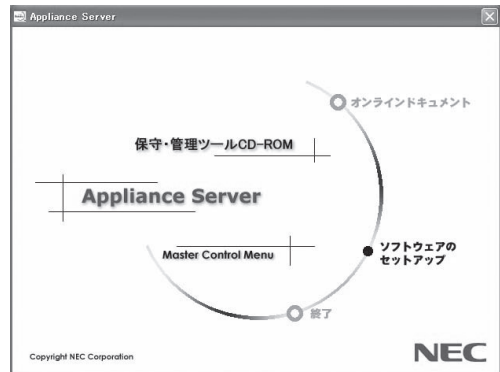 Appliance Server
オンラインドキュメント
保守・管理ツールCD-ROM
Appliance Server
ソフトウェアの
セットアップ
Master Control Menu
終了
Copyright NEC Corporation
NEC